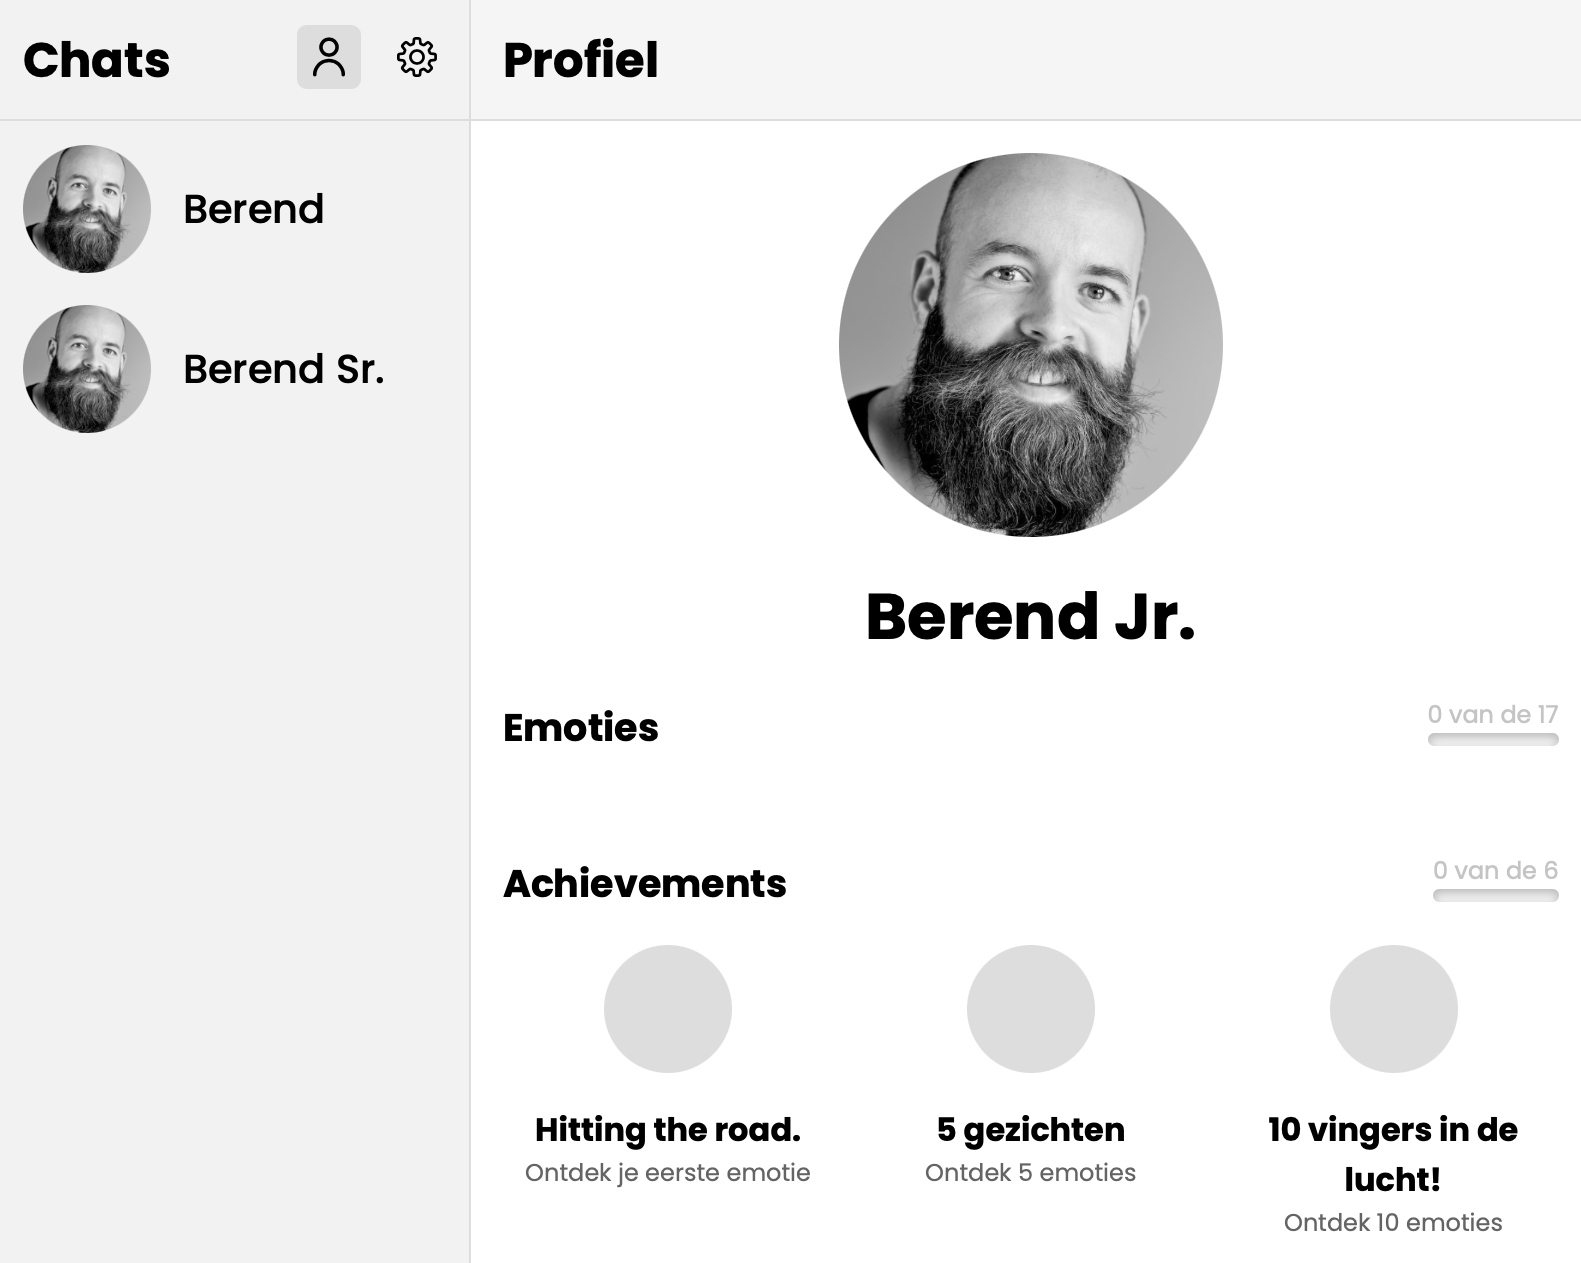 Chats
Profiel
Berend
Berend Sr.
Berend Jr.
Emoties
0 van de 17
Achievements
0 van de 6
Hitting the road.
Ontdek je eerste emotie
5 gezichten
Ontdek 5 emoties
10 vingers in de
lucht!
Ontdek 10 emoties